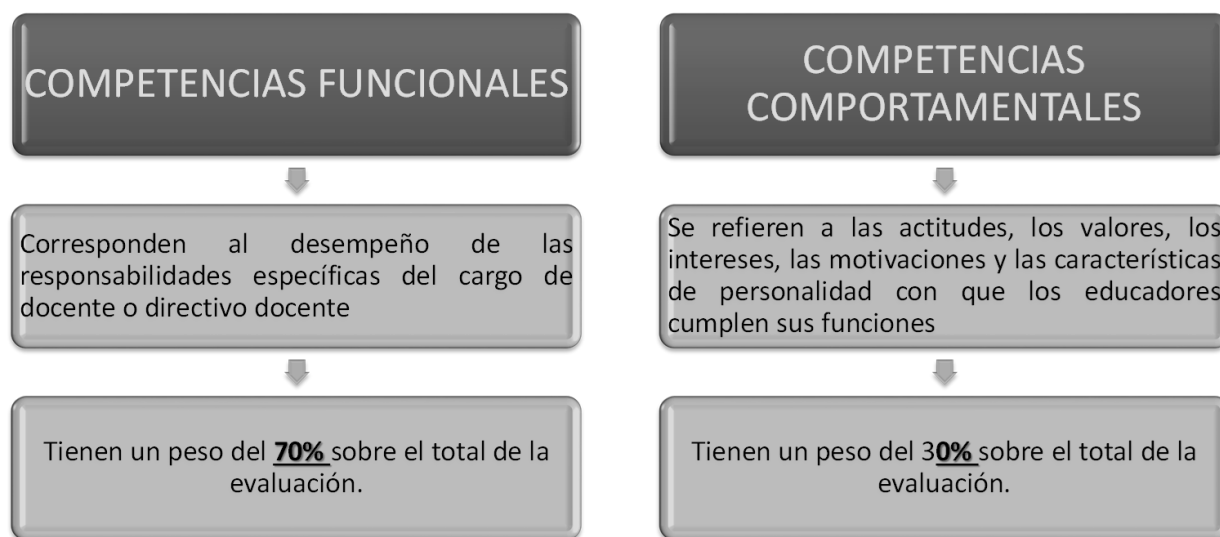 COMPETENCIAS FUNCIONALES
Corresponden al desempeño de las
responsabilidades específicas del cargo de
docente o directivo docente
Tienen un peso del 70% sobre el total de la
evaluación.
COMPETENCIAS
COMPORTAMENTALES
Se refieren a las actitudes, los valores, los
intereses, las motivaciones y las características
de personalidad con que los educadores
cumplen sus funciones
Tienen un peso del 30% sobre el total de la
evaluación.